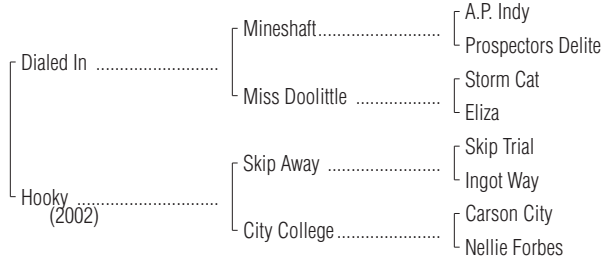 A.P. Indy
Mineshaft..............................
Prospectors Delite
Dialed In ..............................
Storm Cat
Miss Doolittle .....................
Eliza
Skip Trial
Skip Away ............................
Ingot Way
Hooky ...................................
(2002)
Carson City
City College..........................
Nellie Forbes